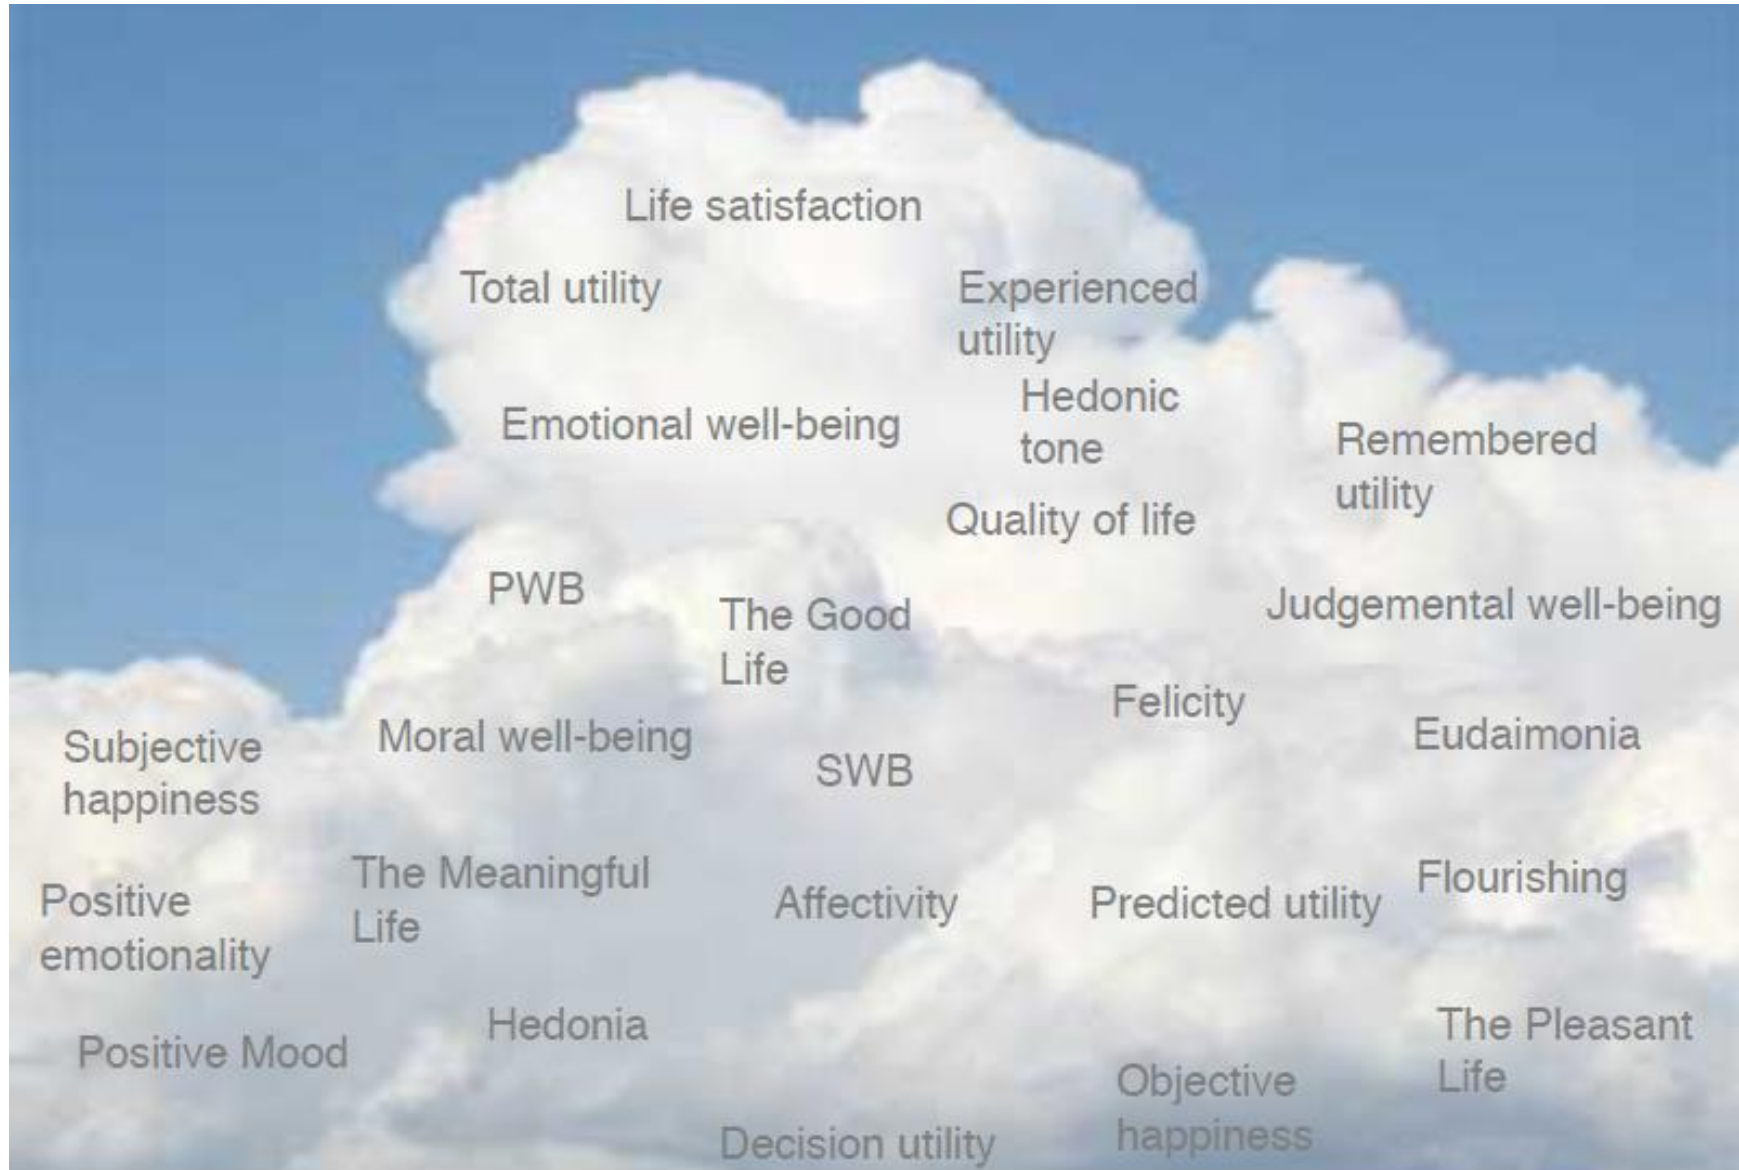 Life satisfaction
Total utility
Experienced
utility
Hedonic
tone
Emotional well-being
Remembered
utility
Quality of life
PWB
The Good
Life
Judgemental well-being
Felicity
Eudaimonia
Subjective
happiness
Moral well-being
SWB
The Meaningful
Life
Positive
emotionality
Affectivity
Predicted utility
Flourishing
Hedonia
Positive Mood
The Pleasant
Life
Objective
happiness
Decision utility